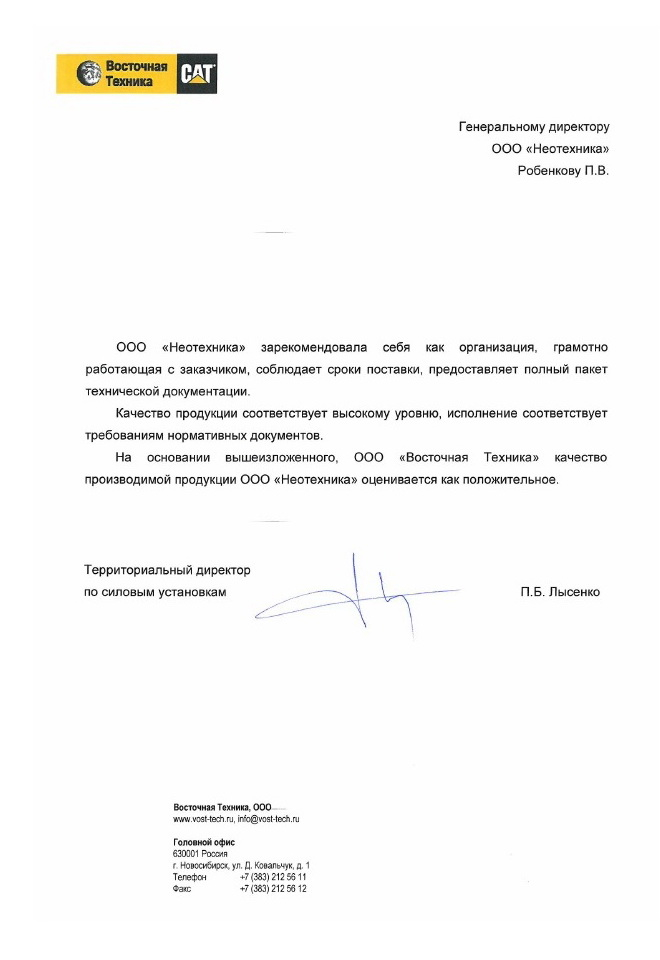 Восточная
Техника
CAT
Генеральному директору
ООО «Неотехника»
Робенкову П.В.
ООО «Неотехника» зарекомендовала себя как организация, грамотно
работающая с заказчиком, соблюдает сроки поставки, предоставляет полный пакет
технической документации.
Качество продукции соответствует высокому уровню, исполнение соответствует
требованиям нормативных документов.
На основании вышеизложенного, ООО «Восточная Техника» качество
производимой продукции ООО «Неотехника» оценивается как положительное.
Территориальный директор
по силовым установкам
П.Б. Лысенко
Восточная Техника, ООО
www.vost-tech.ru, info@vost-tech.ru
Головной офис
630001 Россия
г. Новосибирск, ул. Д. Ковальчук, д. 1
Телефон +7 (383) 212 56 11
Факс +7 (383) 212 56 12